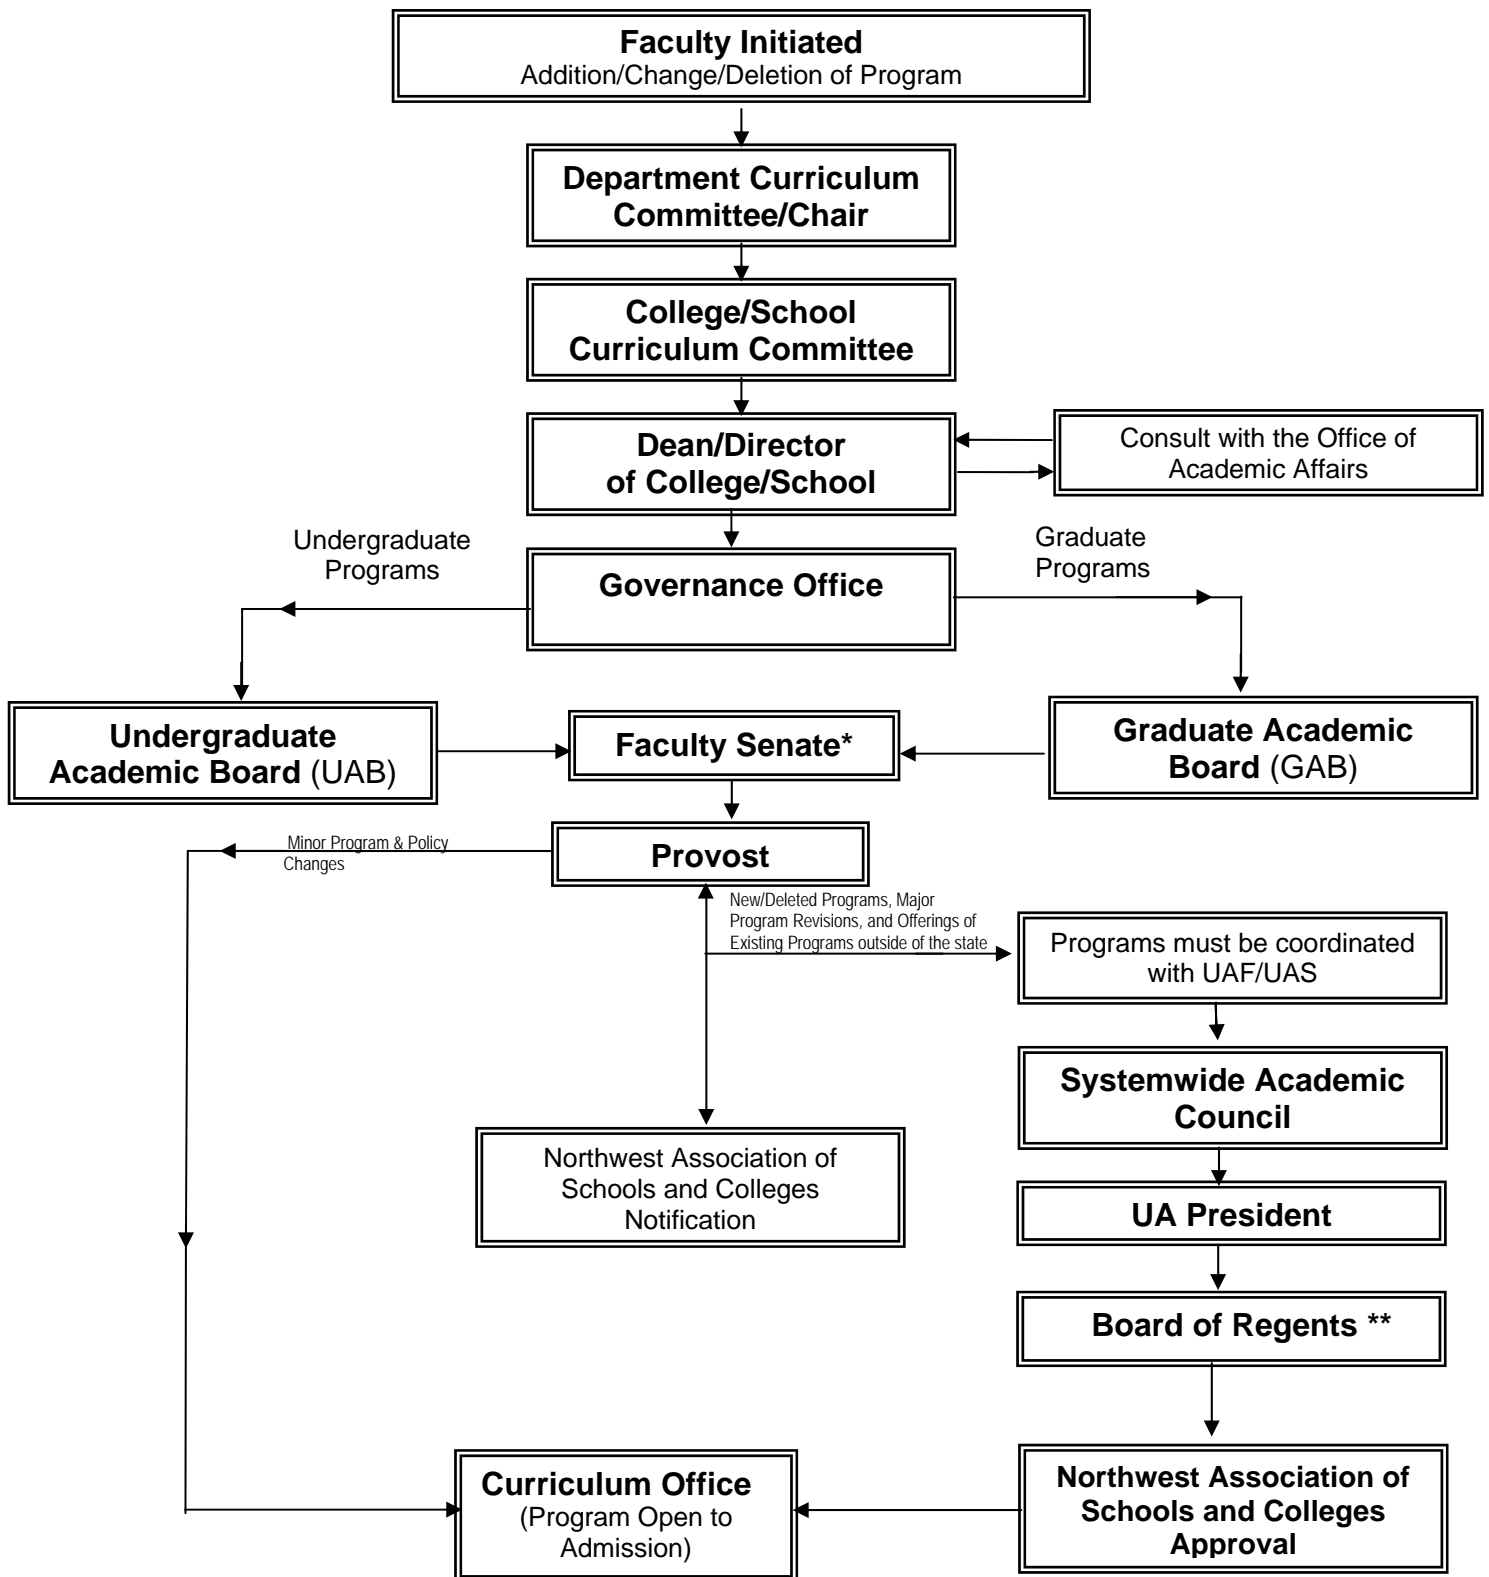 Faculty Initiated
Addition/Change/Deletion of Program
Department Curriculum
Committee/Chair
College/School
Curriculum Committee
Dean/Director
of College/School
Consult with the Office of
Academic Affairs
Undergraduate
Programs
Graduate
Programs
Governance Office
Undergraduate
Academic Board (UAB)
Faculty Senate*
Graduate Academic
Board (GAB)
Minor Program & Policy
Changes
Provost
New/Deleted Programs, Major
Program Revisions, and Offerings of
Existing Programs outside of the state
Programs must be coordinated
with UAF/UAS
Systemwide Academic
Council
Northwest Association of
Schools and Colleges
Notification
UA President
Board of Regents **
Curriculum Office
(Program Open to
Admission)
Northwest Association of
Schools and Colleges
Approval